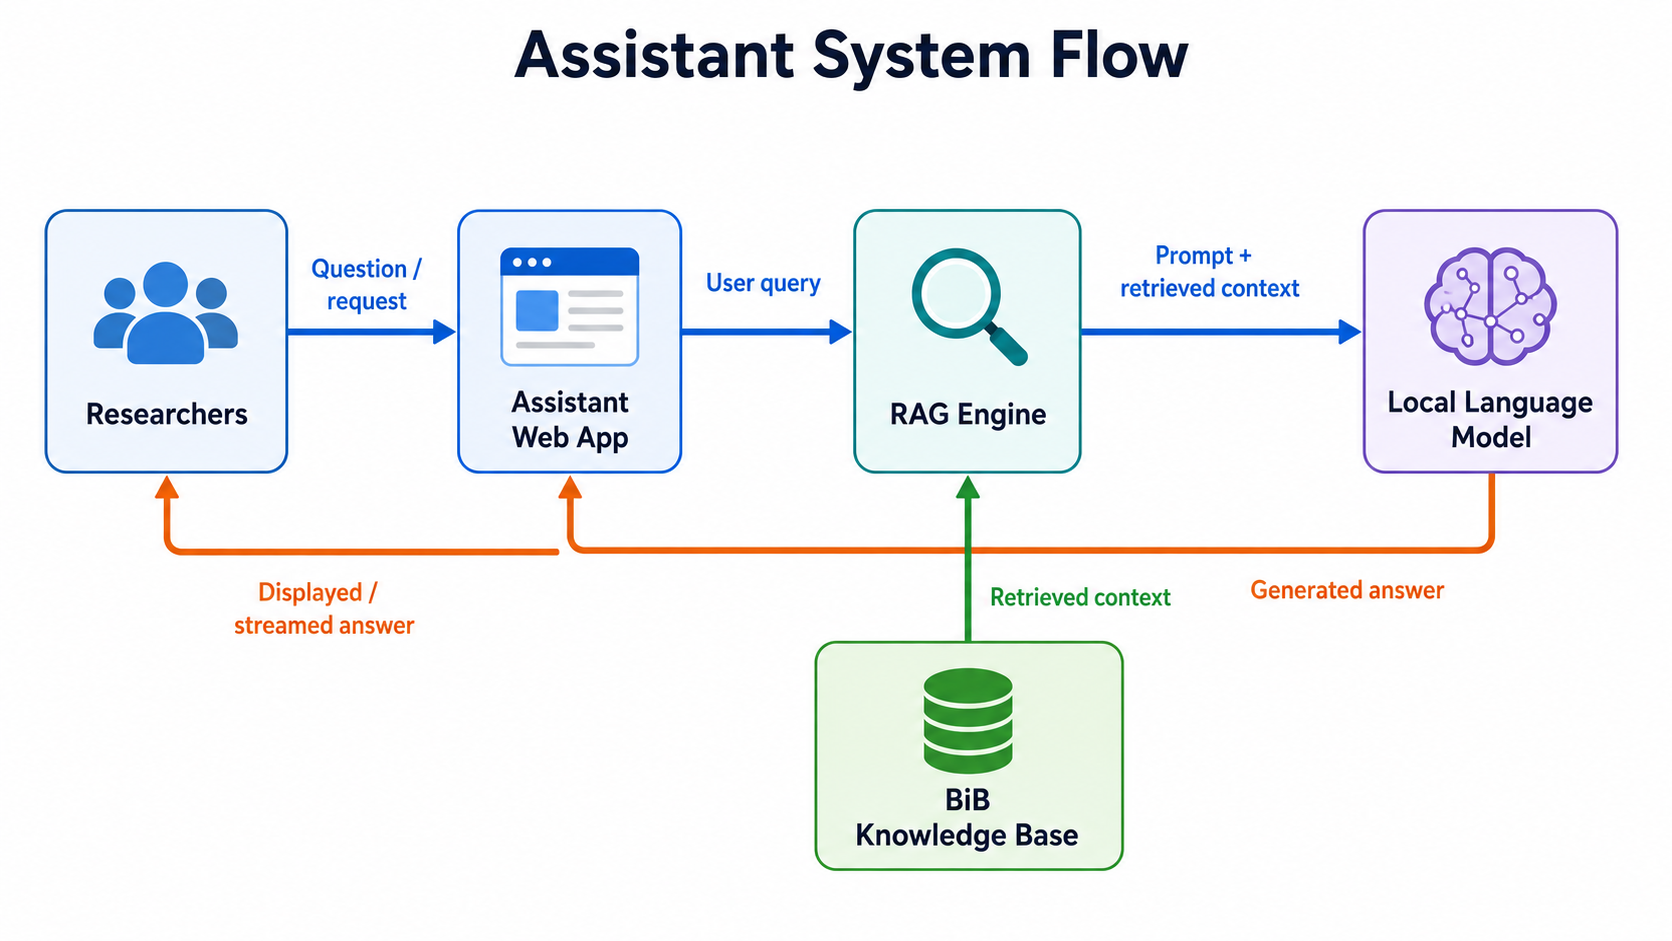 Assistant System Flow
Question /
request
User query
Prompt +
retrieved context
Researchers
Assistant
Web App
RAG Engine
Local Language
Model
Displayed /
streamed answer
Retrieved context
Generated answer
BiB
Knowledge Base